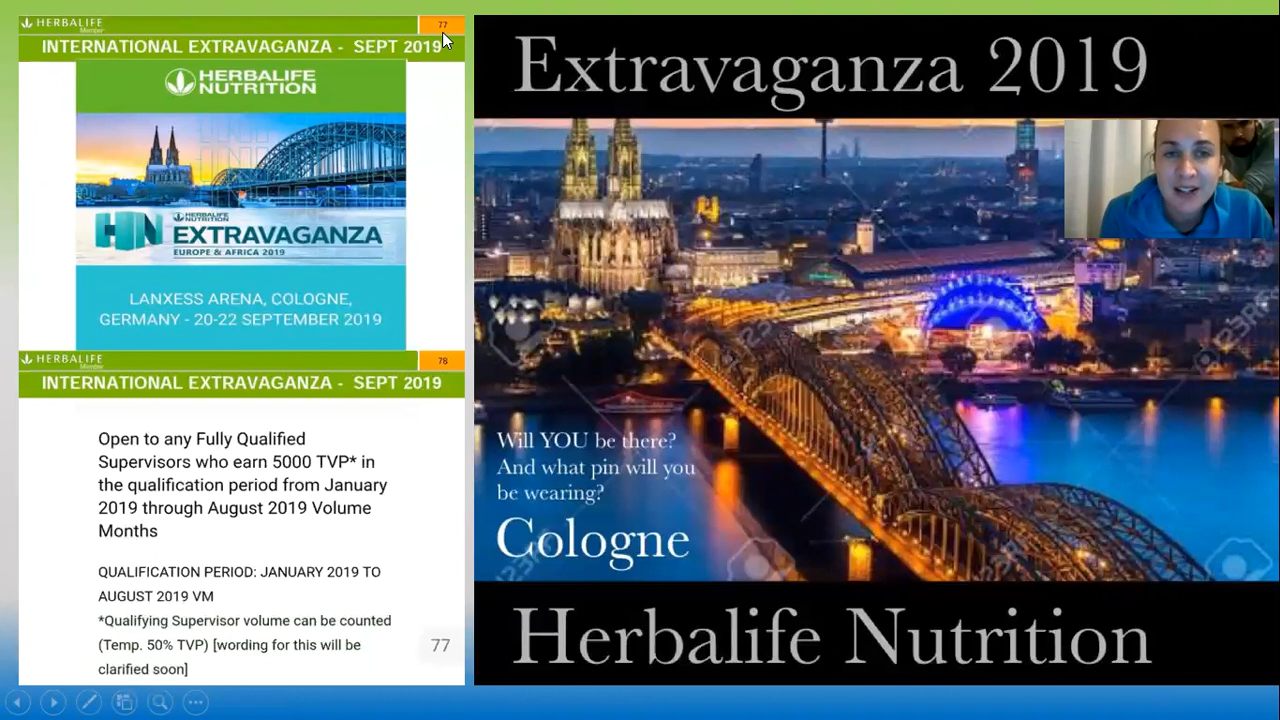 HERBALIFE
Member
77
INTERNATIONAL EXTRAVAGANZA - SEPT 2019
HERBALIFE
NUTRITION
HN
HERBALIFE
NUTRITION
EXTRAVAGANZA
EUROPE & AFRICA 2019
LANXESS ARENA, COLOGNE,
GERMANY - 20-22 SEPTEMBER 2019
HERBALIFE
Member
78
INTERNATIONAL EXTRAVAGANZA - SEPT 2019
Open to any Fully Qualified
Supervisors who earn 5000 TVP* in
the qualification period from January
2019 through August 2019 Volume
Months
QUALIFICATION PERIOD: JANUARY 2019 TO
AUGUST 2019 VM
*Qualifying Supervisor volume can be counted
(Temp. 50% TVP) [wording for this will be
clarified soon]
77
Extravaganza 2019
Will YOU be there?
And what pin will you
be wearing?
Cologne
Herbalife Nutrition